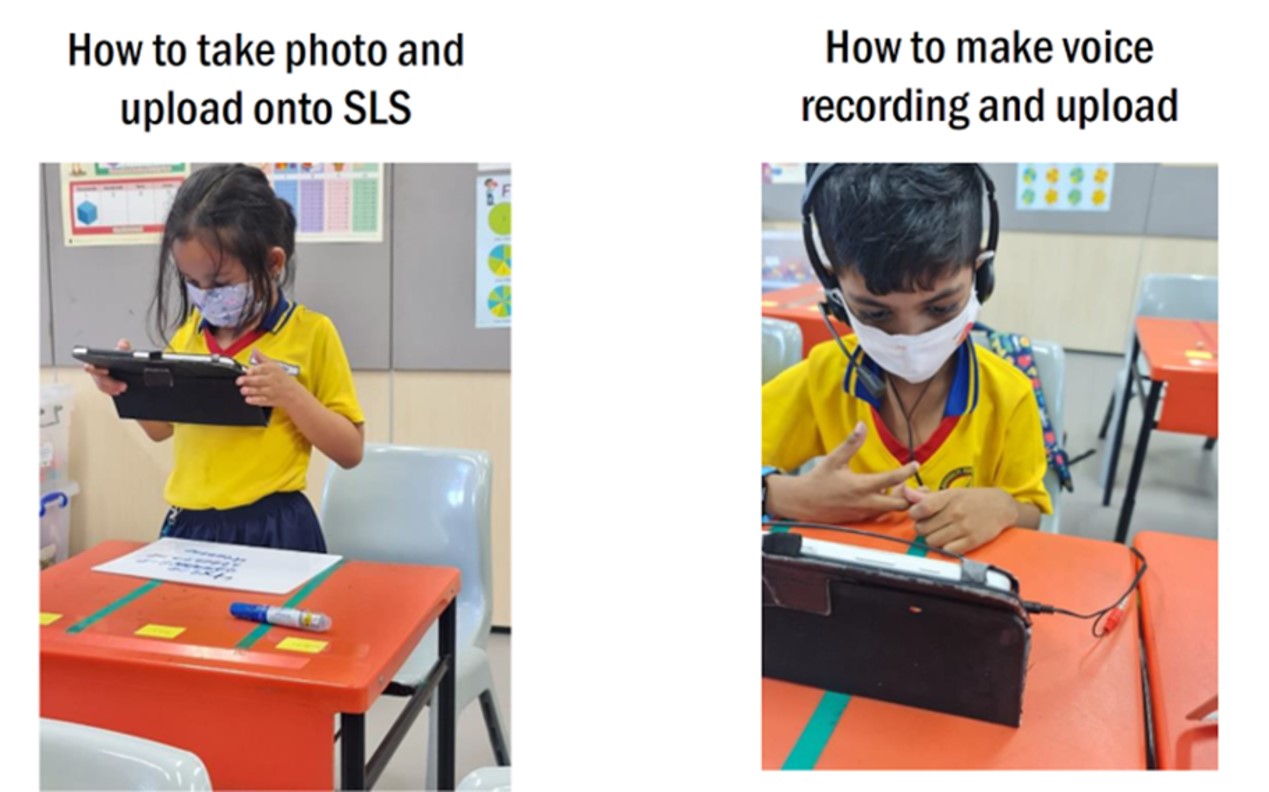 How to take photo and
upload onto SLS
How to make voice
recording and upload